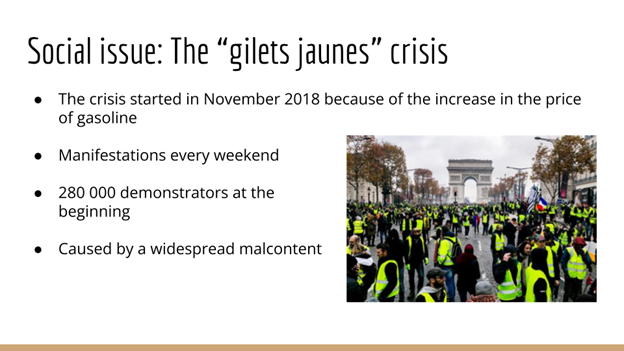 Social issue: The “gilets jaunes” crisis
● The crisis started in November 2018 because of the increase in the price
of gasoline
● Manifestations every weekend
● 280 000 demonstrators at the
beginning
● Caused by a widespread malcontent